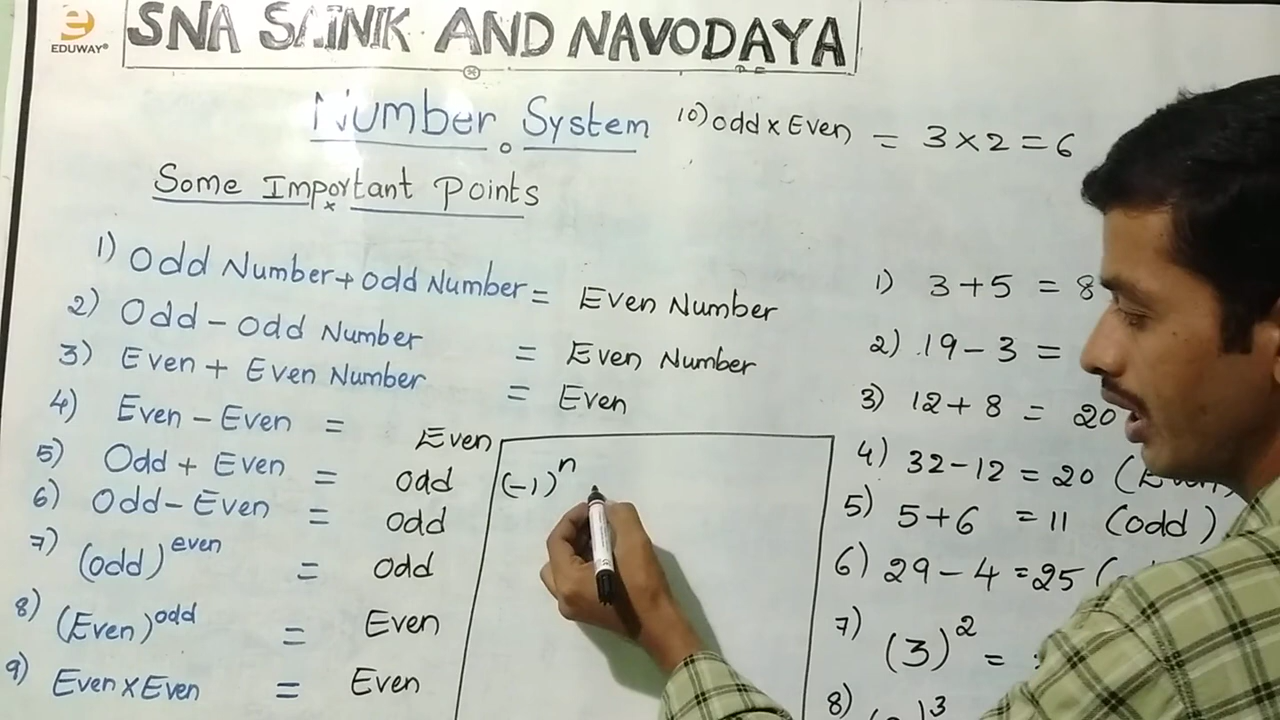 EDUWAY®
SNA SAINIK AND NAVODAYA
Number System
10) odd x Even = 3 x 2 = 6
Some Important Points
1) Odd Number + odd Number = Even Number
2) Odd - odd Number = Even Number
3) Even + Even Number = Even
4) Even - Even = Even
5) Odd + Even = odd
6) Odd - Even = odd
7) (odd)^even = odd
8) (Even)^odd = Even
9) Even x Even = Even
(-1)^n
1) 3 + 5 = 8
2) 19 - 3 =
3) 12 + 8 = 20
4) 32 - 12 = 20 (Even)
5) 5 + 6 = 11 (odd)
6) 29 - 4 = 25 (
7) (3)^2 =
8) ( )^3